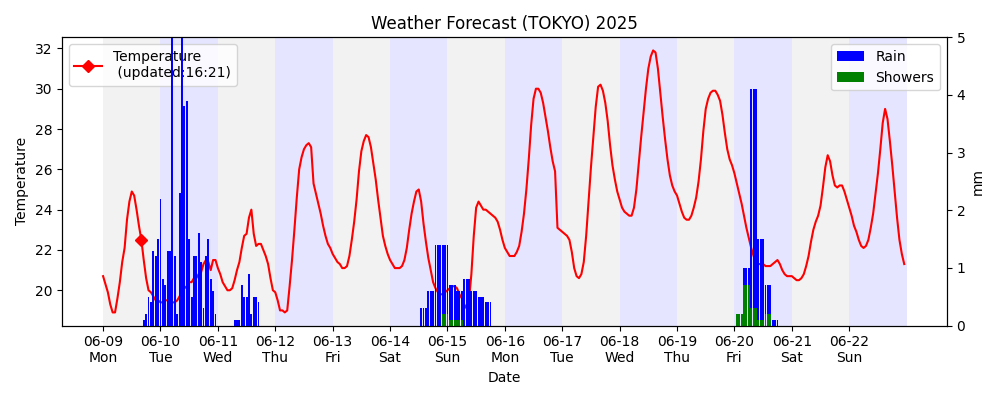 Weather Forecast (TOKYO) 2025
Temperature
(updated:16:21)
Rain
Showers
32
30
28
26
24
22
20
Temperature
5
4
3
2
1
0
mm
06-09 06-10 06-11 06-12 06-13 06-14 06-15 06-16 06-17 06-18 06-19 06-20 06-21 06-22
Mon Tue Wed Thu Fri Sat Sun Mon Tue Wed Thu Fri Sat Sun
Date